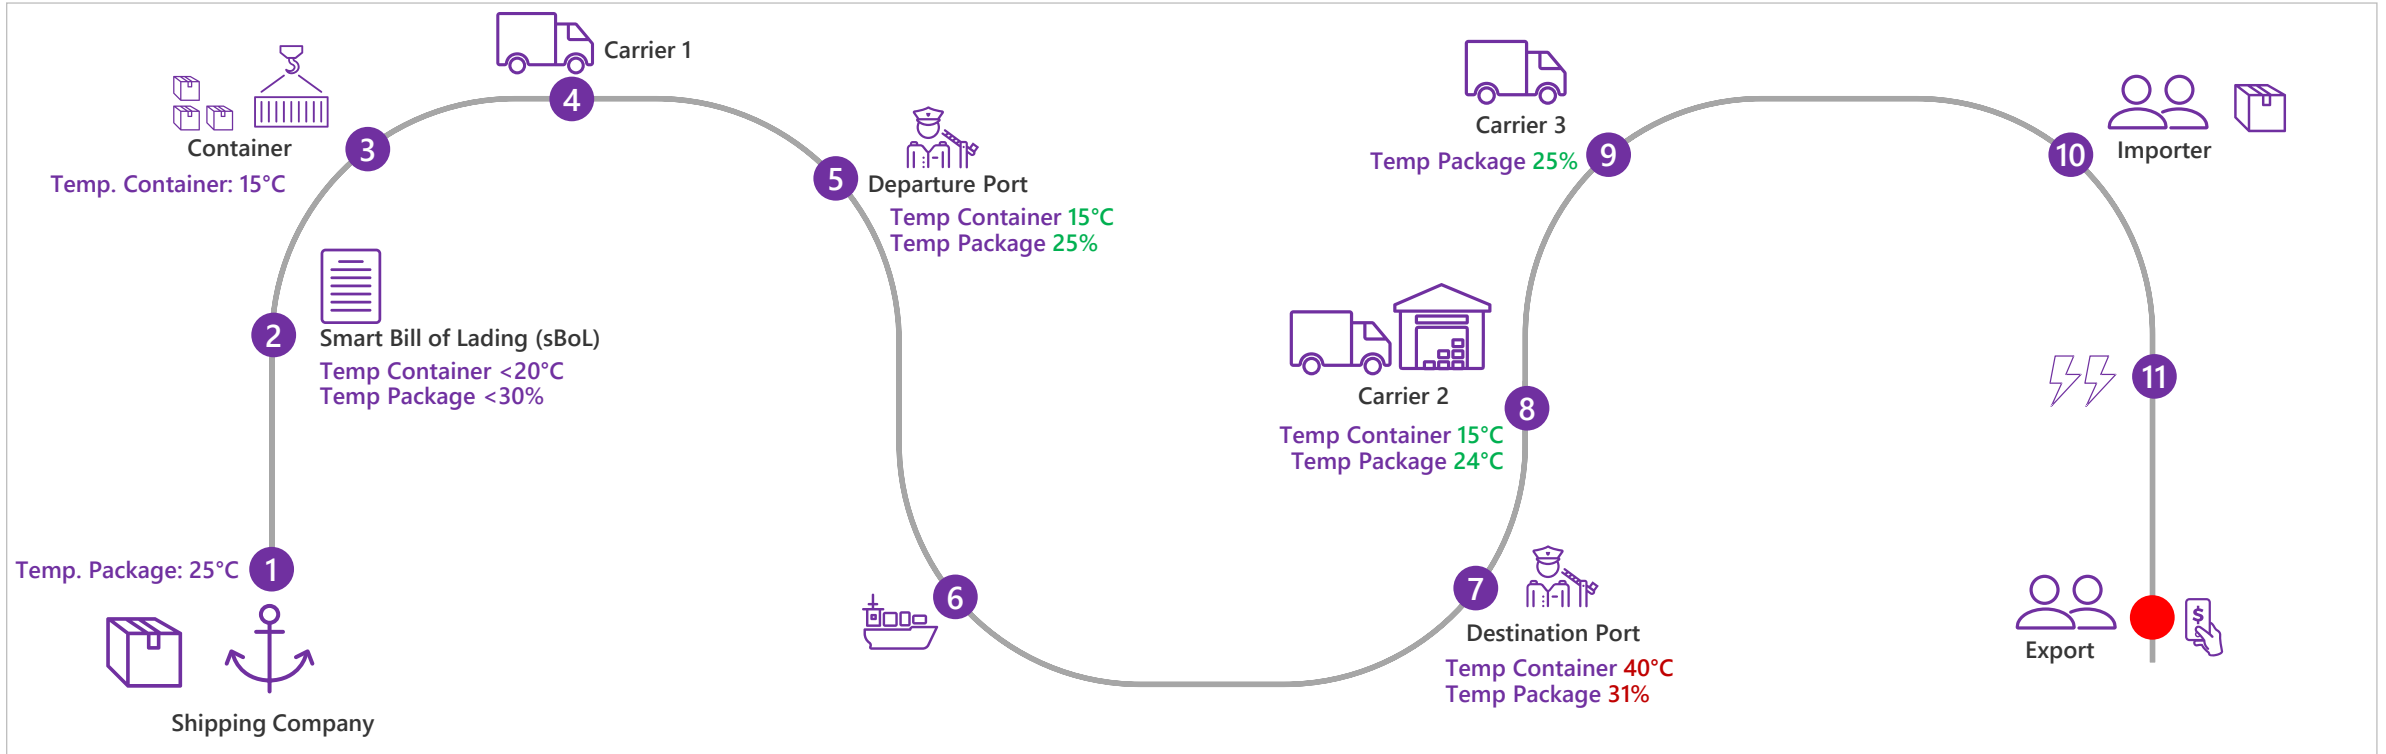 Temp. Package: 25°C
1
Shipping Company
2
Smart Bill of Lading (sBoL)
Temp Container <20°C
Temp Package <30%
Container
3
Temp. Container: 15°C
Carrier 1
4
5
Departure Port
Temp Container 15°C
Temp Package 25%
6
7
Destination Port
Temp Container 40°C
Temp Package 31%
Carrier 2
8
Temp Container 15°C
Temp Package 24°C
Carrier 3
Temp Package 25%
9
10
Importer
11
Export
$